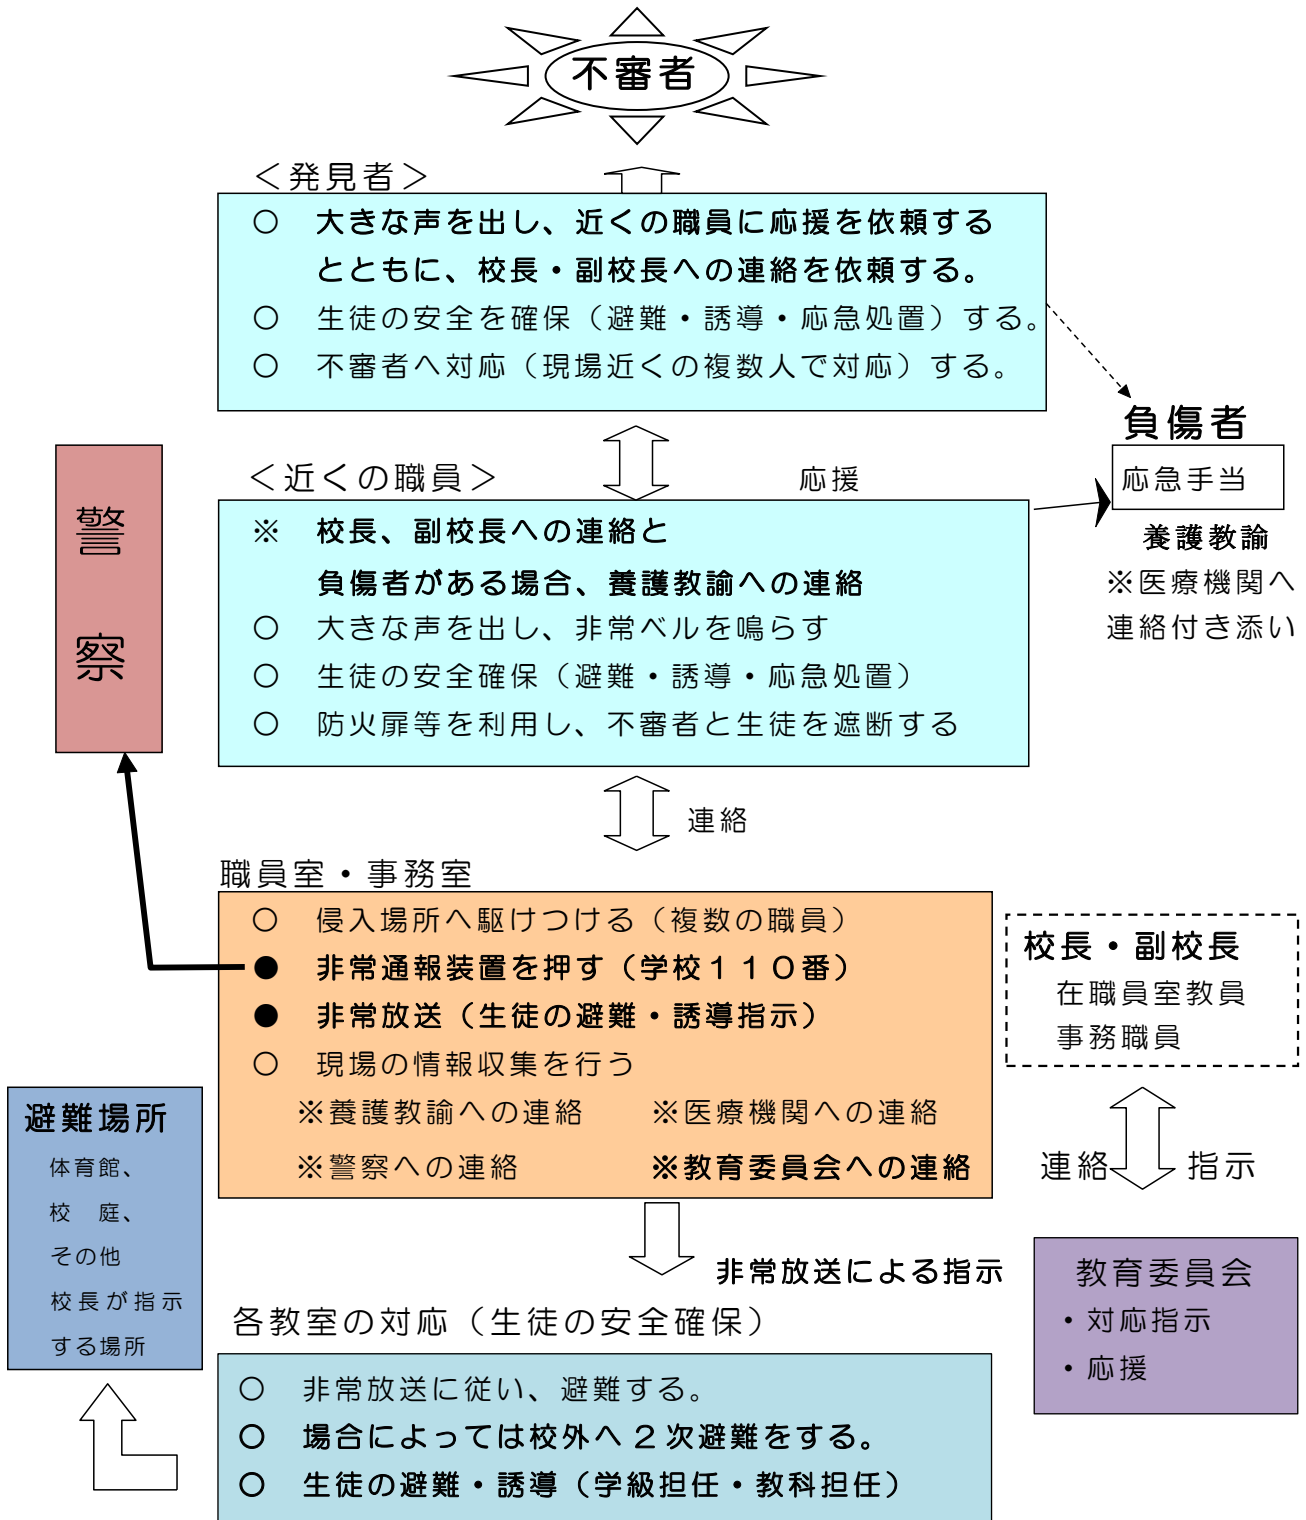 不審者
＜発見者＞
○　大きな声を出し、近くの職員に応援を依頼する
とともに、校長・副校長への連絡を依頼する。
○　生徒の安全を確保（避難・誘導・応急処置）する。
○　不審者へ対応（現場近くの複数人で対応）する。
負傷者
応急手当
養護教諭
※医療機関へ
連絡付き添い
警
察
＜近くの職員＞
応援
※　校長、副校長への連絡と
負傷者がある場合、養護教諭への連絡
○　大きな声を出し、非常ベルを鳴らす
○　生徒の安全確保（避難・誘導・応急処置）
○　防火扉等を利用し、不審者と生徒を遮断する
連絡
職員室・事務室
○　侵入場所へ駆けつける（複数の職員）
●　非常通報装置を押す（学校１１０番）
●　非常放送（生徒の避難・誘導指示）
○　現場の情報収集を行う
※養護教諭への連絡　　※医療機関への連絡
※警察への連絡　　※教育委員会への連絡
校長・副校長
在職員室教員
事務職員
連絡　指示
避難場所
体育館、
校　庭、
その他
校長が指示
する場所
非常放送による指示
教育委員会
・対応指示
・応援
各教室の対応（生徒の安全確保）
○　非常放送に従い、避難する。
○　場合によっては校外へ２次避難をする。
○　生徒の避難・誘導（学級担任・教科担任）